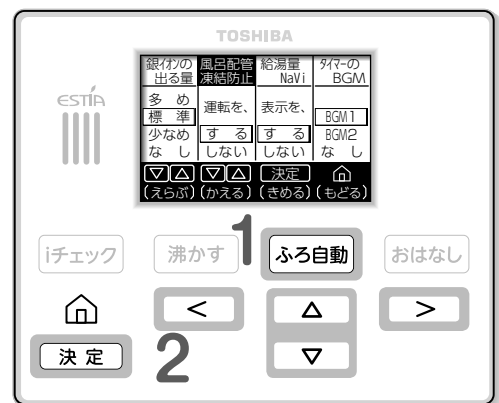 TOSHIBA
ESTÍA
銀イオンの
出る量
風呂配管
凍結防止
給湯量
NaVi
タイマーの
BGM
多め
標準
少なめ
なし
運転を、
する
しない
表示を、
する
しない
BGM1
BGM2
なし
▽△ ▽△ 決定
(えらぶ) (かえる) (きめる) (もどる)
1
iチェック 沸かす ふろ自動 おはなし
< △ >
決定 2 ▽